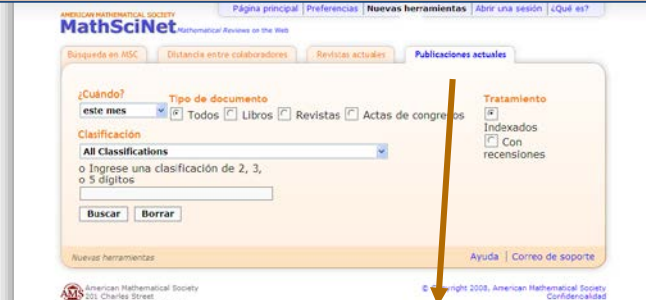 Página principal | Preferencias | Nuevas herramientas | Abrir una sesión | ¿Qué es?
AMERICAN MATHEMATICAL SOCIETY
MathSciNet Mathematical Reviews on the Web
Búsqueda en MSC Distancia entre colaboradores Revistas actuales Publicaciones actuales
¿Cuándo? Tipo de documento Tratamiento
este mes Todos Libros Revistas Actas de congresos
Indexados
Clasificación
Con
All Classifications
recensiones
o Ingrese una clasificación de 2, 3,
o 5 dígitos
Buscar Borrar
Nuevas herramientas Ayuda | Correo de soporte
AMS American Mathematical Society © Copyright 2008, American Mathematical Society
201 Charles Street Confidencialidad